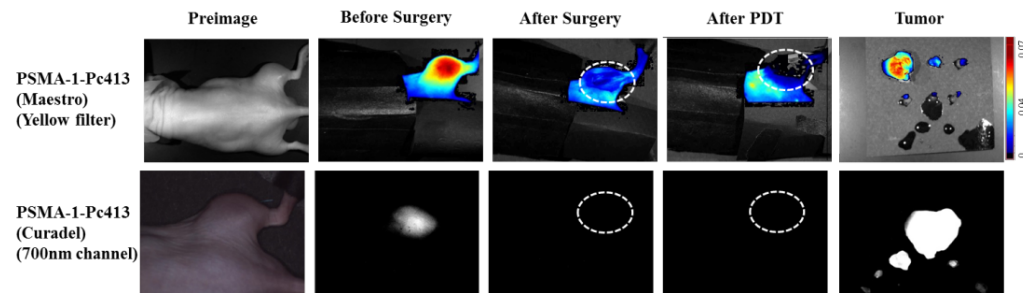 Preimage Before Surgery After Surgery After PDT Tumor
PSMA-1-Pc413
(Maestro)
(Yellow filter)
PSMA-1-Pc413
(Curadel)
(700nm channel)